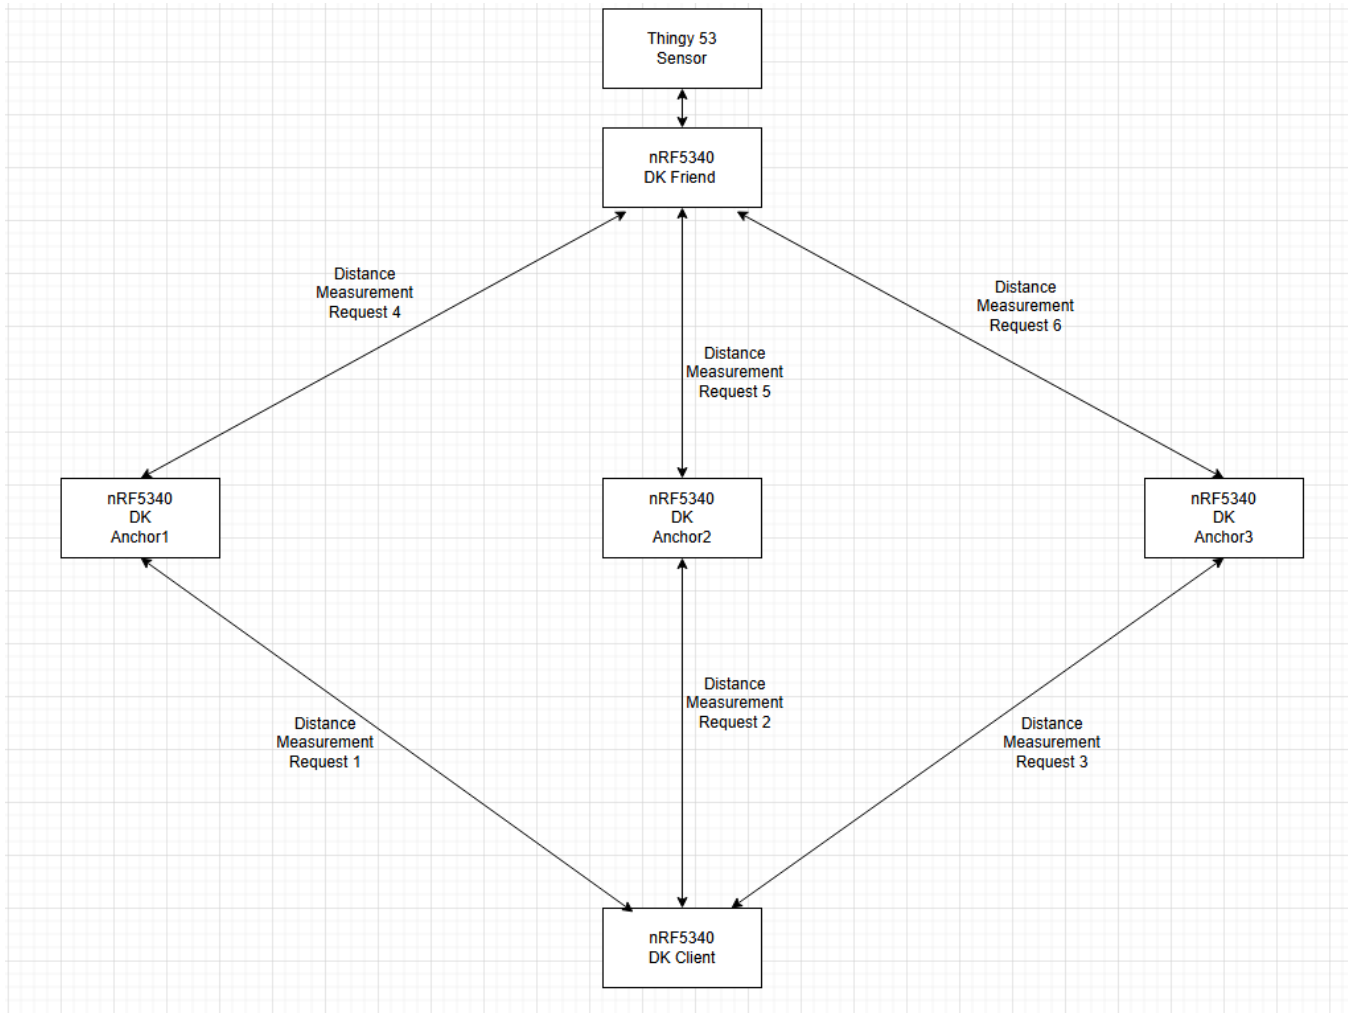 Thingy 53
Sensor
nRF5340
DK Friend
Distance
Measurement
Request 4
Distance
Measurement
Request 6
Distance
Measurement
Request 5
nRF5340
DK
Anchor1
nRF5340
DK
Anchor2
nRF5340
DK
Anchor3
Distance
Measurement
Request 2
Distance
Measurement
Request 1
Distance
Measurement
Request 3
nRF5340
DK Client